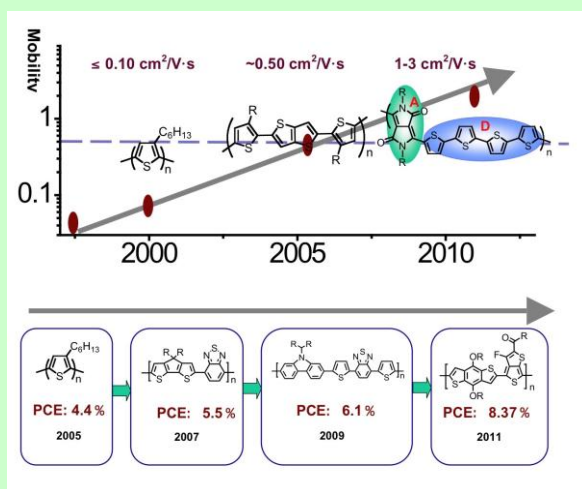 Mobility
≤ 0.10 cm²/V·s
~0.50 cm²/V·s
1-3 cm²/V·s
1
0.1
C₆H₁₃
S
n
R
S
S
S
R
n
R
N
A
O
O
N
R
D
S
S
S
S
n
2000
2005
2010
C₆H₁₃
S
n
PCE: 4.4 %
2005
R R
N S N
S S
n
PCE: 5.5 %
2007
R R
N
N S N
S S
n
PCE: 6.1 %
2009
R
O
OR
F
S S
S S
OR
n
PCE: 8.37 %
2011